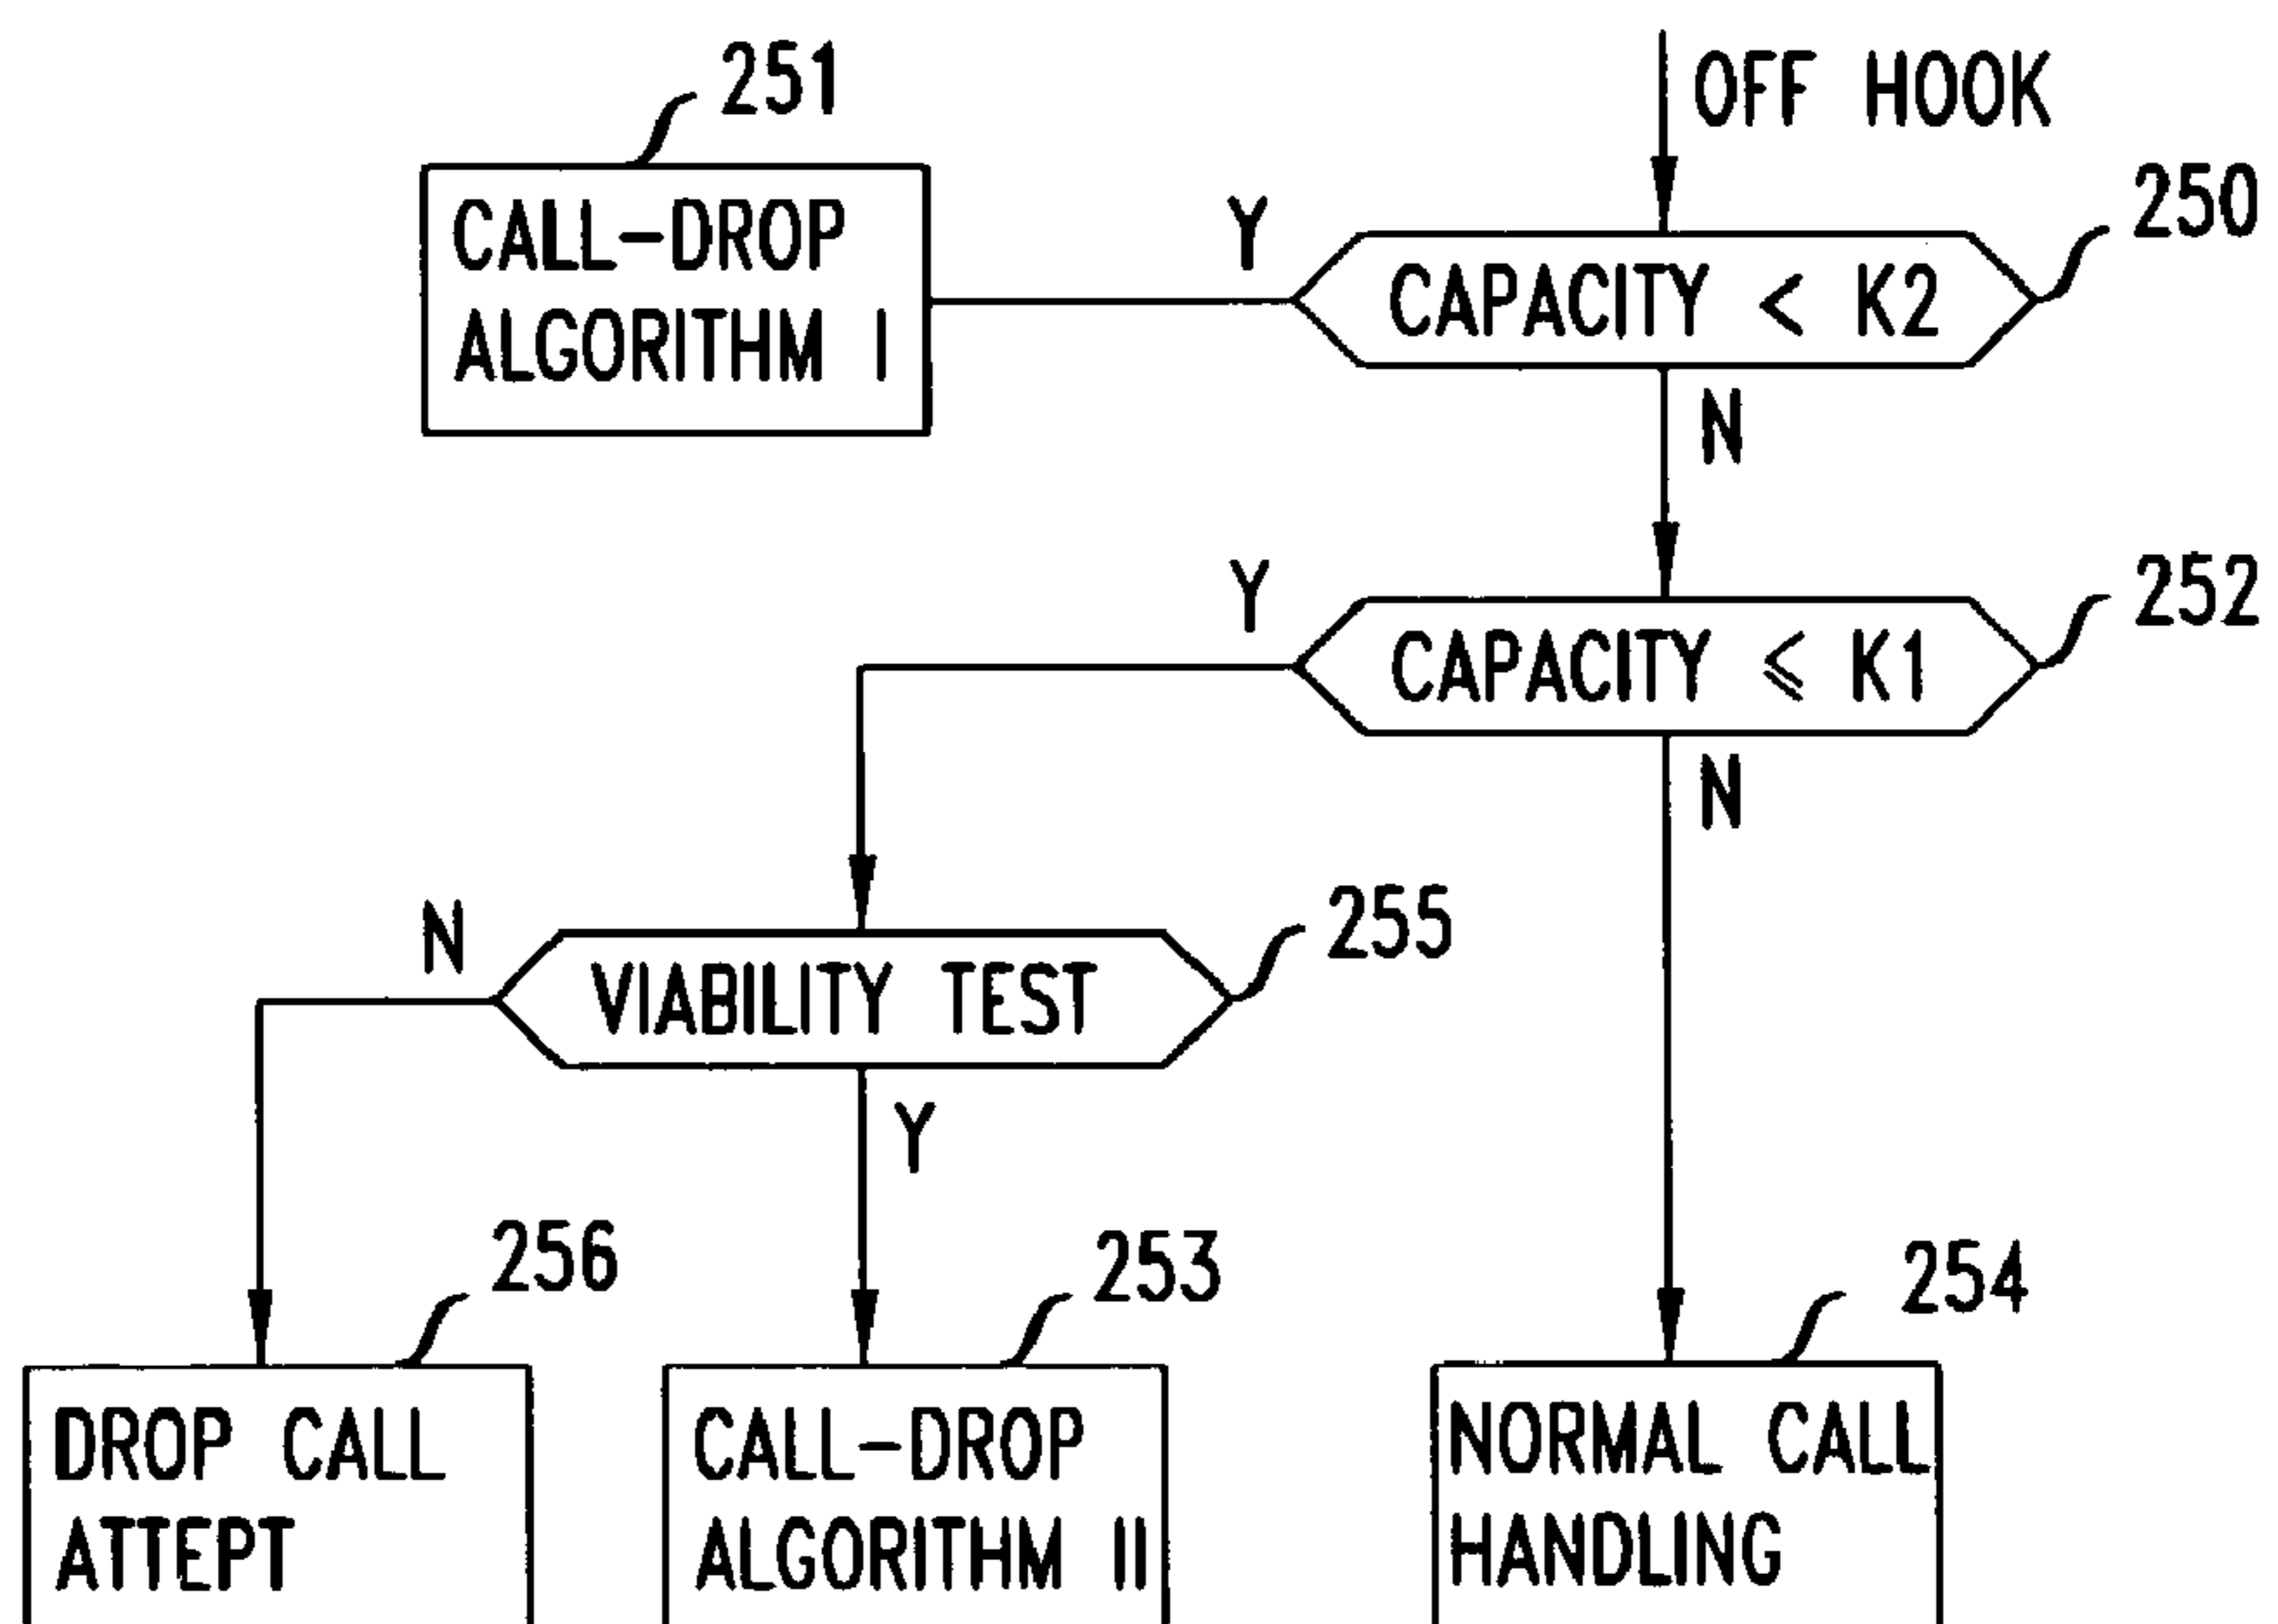 251
OFF HOOK
250
CALL-DROP
ALGORITHM I
Y
CAPACITY < K2
N
252
Y
CAPACITY ≤ K1
N
255
N
VIABILITY TEST
Y
256
253
254
DROP CALL
ATTEPT
CALL-DROP
ALGORITHM II
NORMAL CALL
HANDLING